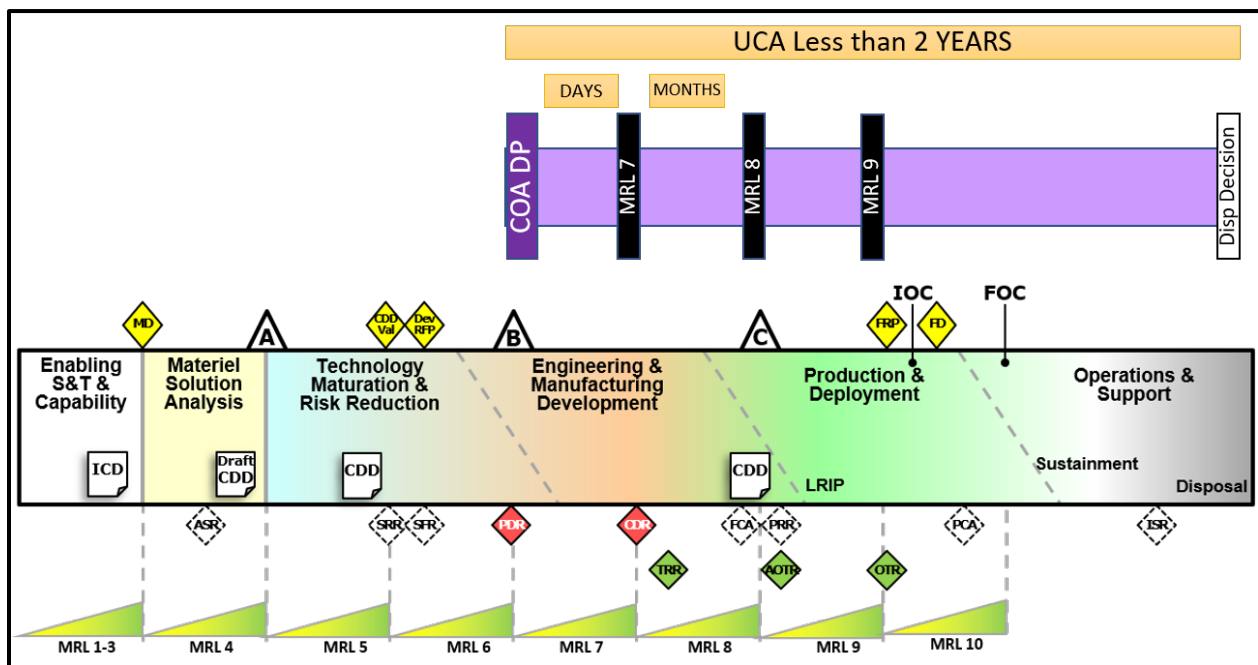 UCA Less than 2 YEARS
DAYS
MONTHS
COA DP
MRL 7
MRL 8
MRL 9
Disp Decision
IOC
FOC
MD
A
CDD
Val
Dev
RFP
B
C
FRP
FD
Enabling
S&T &
Capability
Materiel
Solution
Analysis
Technology
Maturation &
Risk Reduction
Engineering &
Manufacturing
Development
Production &
Deployment
Operations &
Support
ICD
Draft
CDD
CDD
CDD
LRIP
Sustainment
Disposal
ASR
SRR
SFR
PDR
CDR
FCA
PRR
PCA
ISR
TRR
AOTR
OTR
MRL 1-3
MRL 4
MRL 5
MRL 6
MRL 7
MRL 8
MRL 9
MRL 10